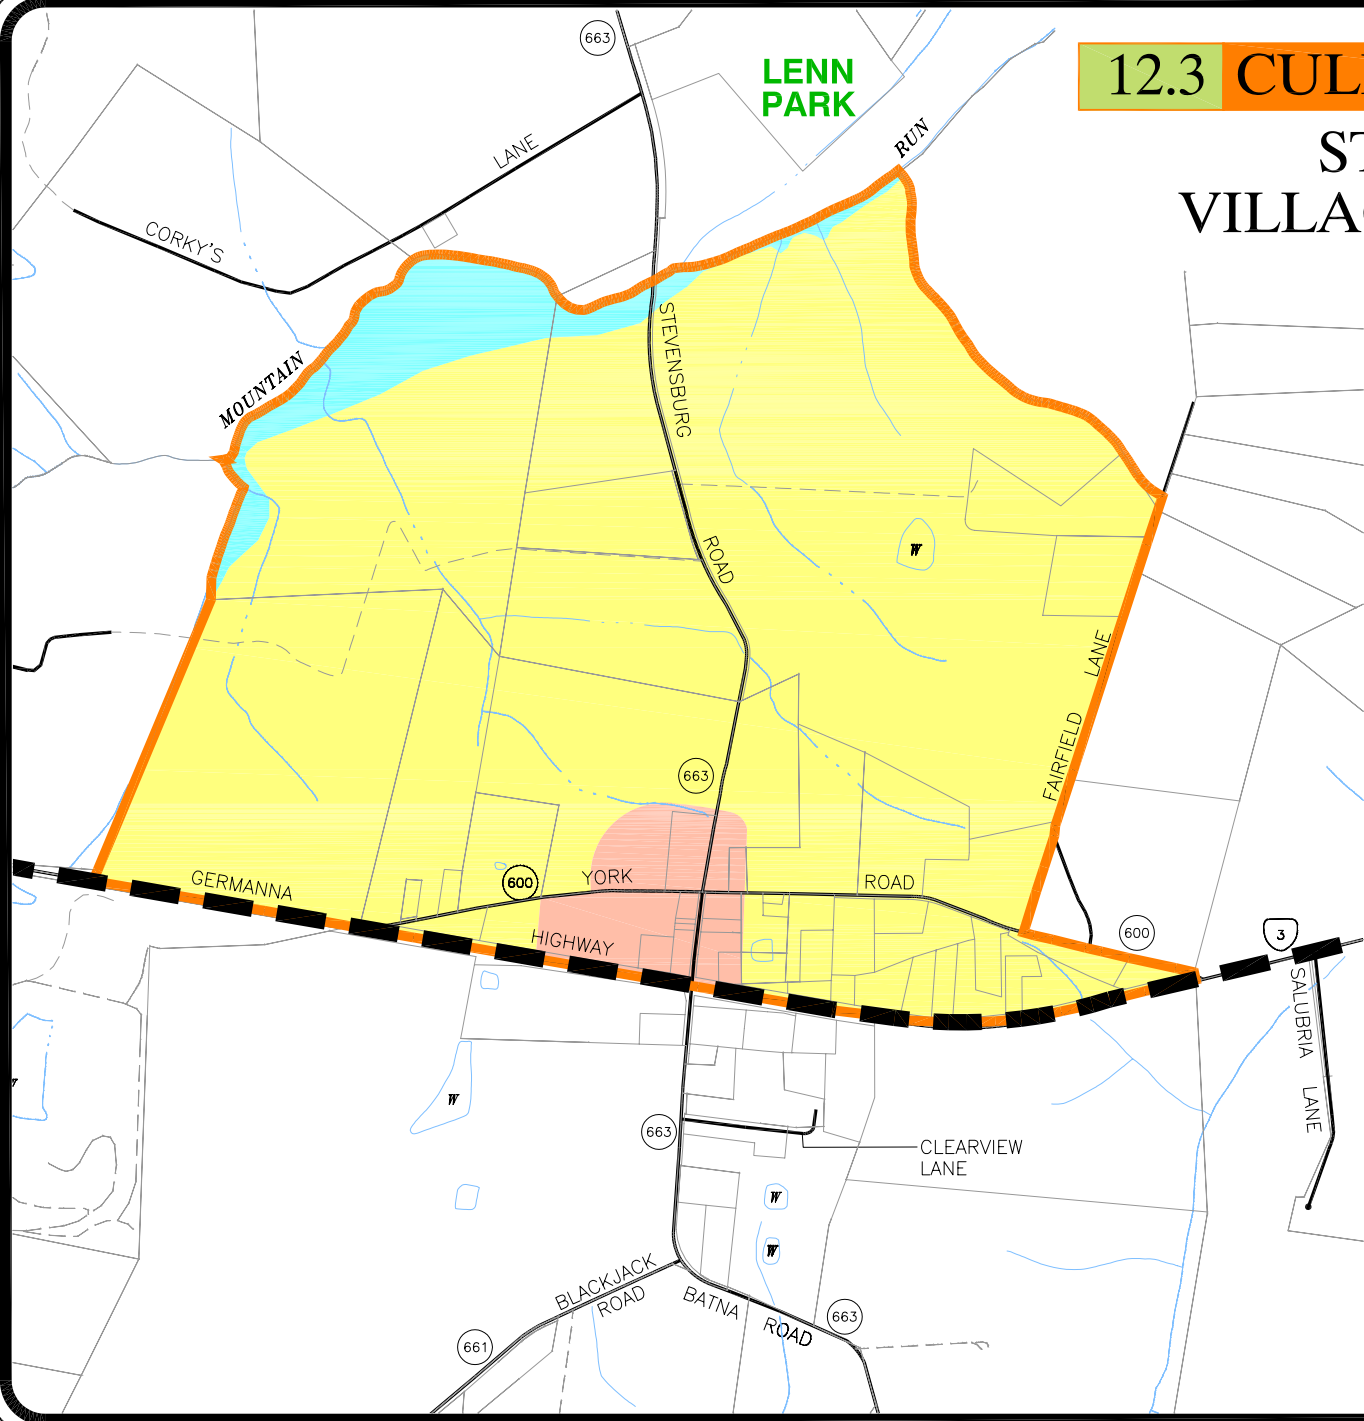 663
LENN
PARK
12.3 CUL
ST
VILLA
RUN
LANE
CORKY'S
STEVENSBURG
MOUNTAIN
ROAD
W
LANE
FAIRFIELD
663
YORK
ROAD
600
GERMANNA
HIGHWAY
600
3
SALUBRIA
LANE
W
W
663
CLEARVIEW
LANE
W
W
BLACKJACK
ROAD
BATNA
ROAD
663
661